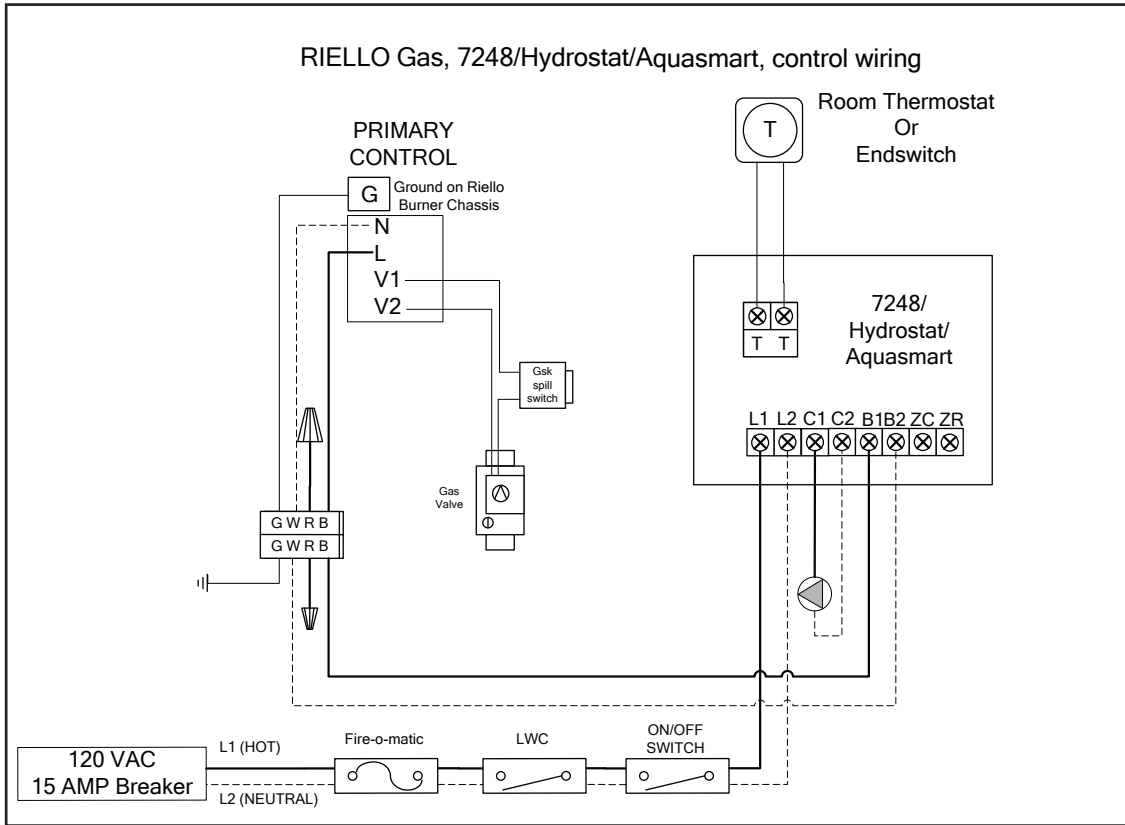 RIELLO Gas, 7248/Hydrostat/Aquasmart, control wiring
Room Thermostat
Or
Endswitch
T
PRIMARY
CONTROL
G
Ground on Riello
Burner Chassis
N
L
V1
V2
7248/
Hydrostat/
Aquasmart
T T
Gsk
spill
switch
L1 L2 C1 C2 B1 B2 ZC ZR
Gas
Valve
G W R B
G W R B
120 VAC
15 AMP Breaker
L1 (HOT)
L2 (NEUTRAL)
Fire-o-matic
LWC
ON/OFF
SWITCH